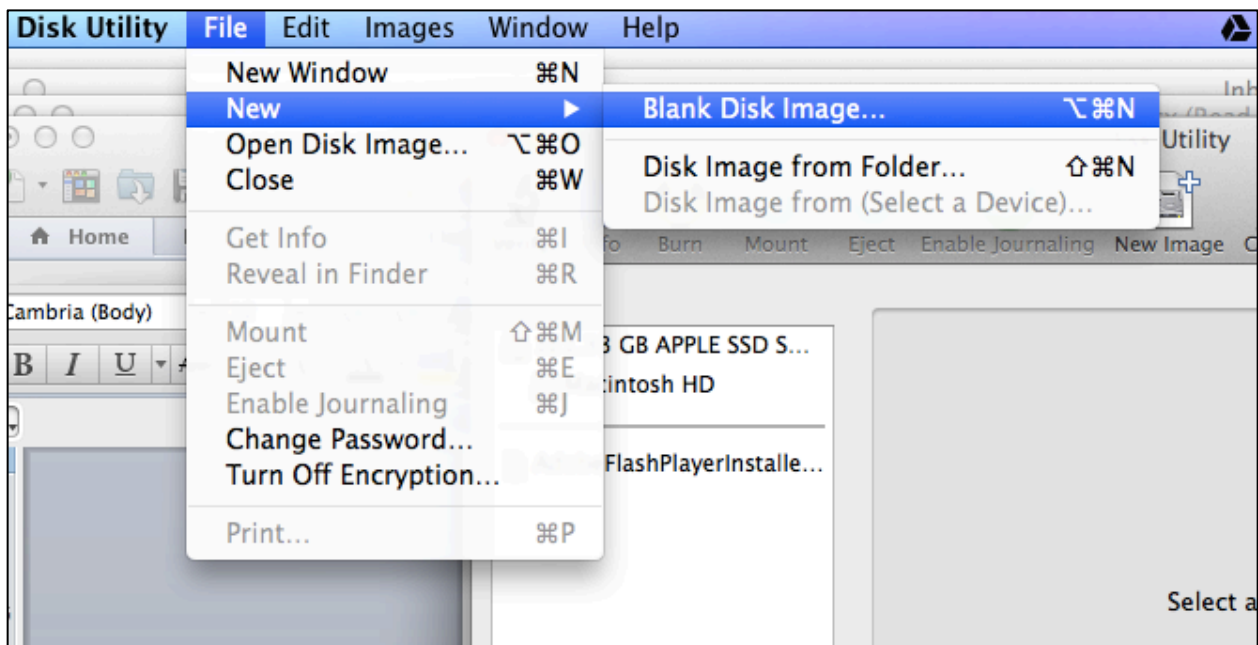 Disk Utility File Edit Images Window Help
New Window ⌘N
New ▶
Open Disk Image... ⌥⌘O
Close ⌘W
Get Info ⌘I
Reveal in Finder ⌘R
Mount ⇧⌘M
Eject ⌘E
Enable Journaling ⌘J
Change Password...
Turn Off Encryption...
Print... ⌘P
Blank Disk Image... ⌥⌘N
Disk Image from Folder... ⇧⌘N
Disk Image from (Select a Device)...
Utility
Burn Mount Eject Enable Journaling New Image
Home
Cambria (Body)
B I U
GB APPLE SSD S...
HD
FlashPlayerInstalle...
Select a